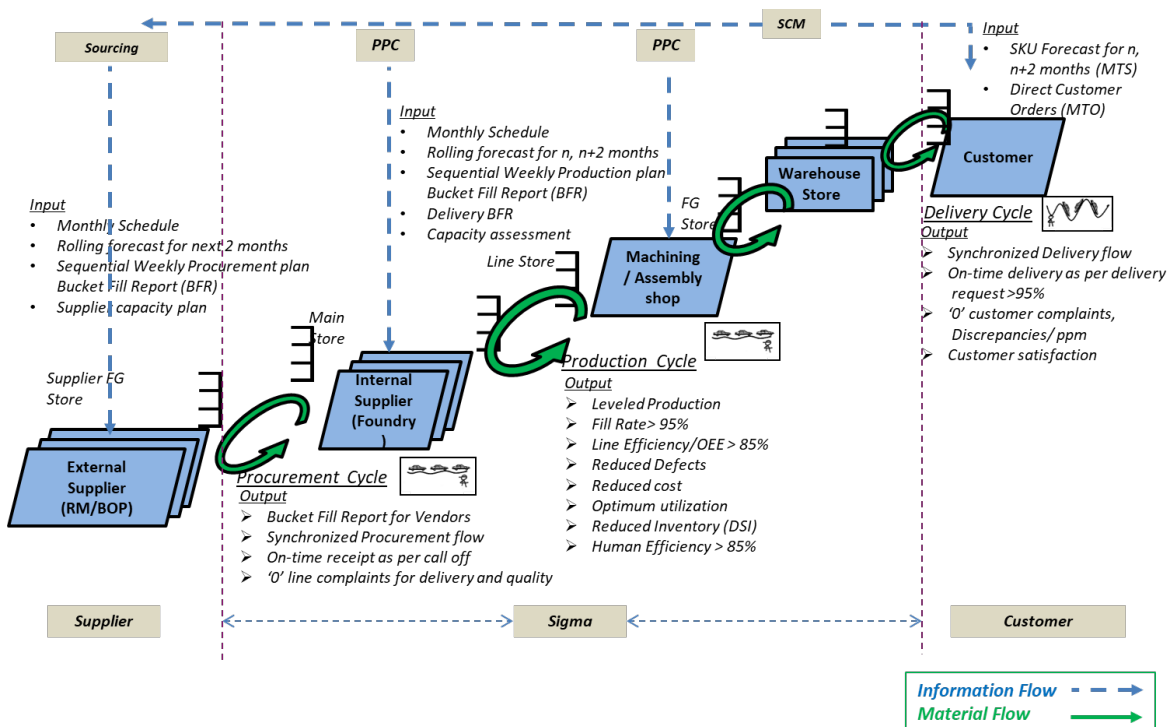 SCM
Sourcing
PPC
PPC
Input
• SKU Forecast for n,
n+2 months (MTS)
• Direct Customer
Orders (MTO)
Input
• Monthly Schedule
• Rolling forecast for n, n+2 months
• Sequential Weekly Production plan
Bucket Fill Report (BFR)
• Delivery BFR
• Capacity assessment
Input
• Monthly Schedule
• Rolling forecast for next 2 months
• Sequential Weekly Procurement plan
Bucket Fill Report (BFR)
• Supplier capacity plan
Customer
Warehouse
Store
FG
Store
Machining
/ Assembly
shop
Line Store
Main
Store
Internal
Supplier
(Foundry
)
Supplier FG
Store
External
Supplier
(RM/BOP)
Delivery Cycle
Output
➢ Synchronized Delivery flow
➢ On-time delivery as per delivery
request >95%
➢ ‘0’ customer complaints,
Discrepancies/ ppm
➢ Customer satisfaction
Production Cycle
Output
➢ Leveled Production
➢ Fill Rate> 95%
➢ Line Efficiency/OEE > 85%
➢ Reduced Defects
➢ Reduced cost
➢ Optimum utilization
➢ Reduced Inventory (DSI)
➢ Human Efficiency > 85%
Procurement Cycle
Output
➢ Bucket Fill Report for Vendors
➢ Synchronized Procurement flow
➢ On-time receipt as per call off
➢ ‘0’ line complaints for delivery and quality
Supplier
Sigma
Customer
Information Flow
Material Flow